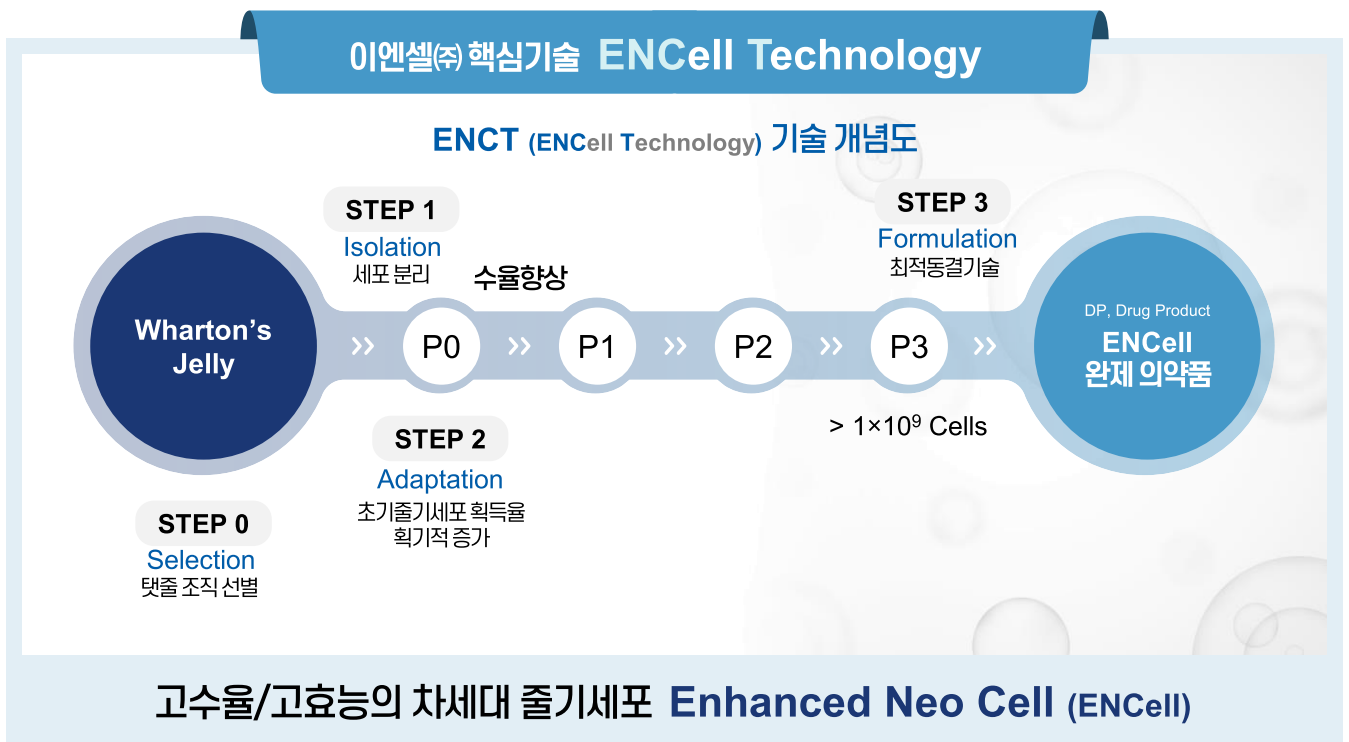 이엔셀㈜ 핵심기술 ENCell Technology
ENCT (ENCell Technology) 기술 개념도
STEP 1
Isolation
세포 분리
수율향상
STEP 3
Formulation
최적동결기술
Wharton’s
Jelly
P0
P1
P2
P3
DP, Drug Product
ENCell
완제 의약품
> 1×10⁹ Cells
STEP 2
Adaptation
초기줄기세포 획득율
획기적 증가
STEP 0
Selection
탯줄 조직 선별
고수율/고효능의 차세대 줄기세포 Enhanced Neo Cell (ENCell)